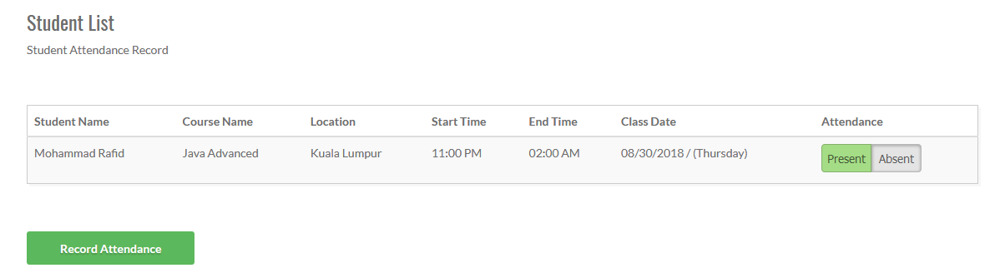 Student List
Student Attendance Record
Student Name Course Name Location Start Time End Time Class Date Attendance
Mohammad Rafid Java Advanced Kuala Lumpur 11:00 PM 02:00 AM 08/30/2018 / (Thursday) Present Absent
Record Attendance